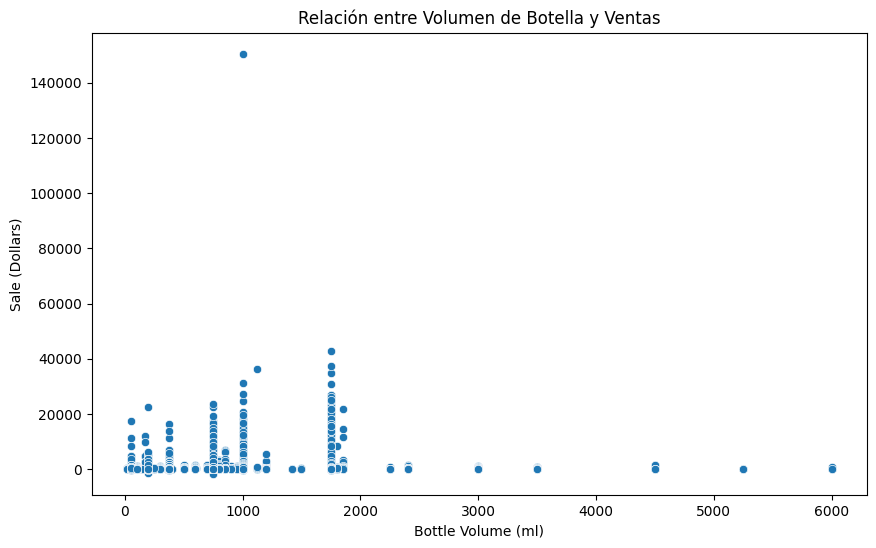 Relación entre Volumen de Botella y Ventas
Sale (Dollars)
140000
120000
100000
80000
60000
40000
20000
0
0 1000 2000 3000 4000 5000 6000
Bottle Volume (ml)